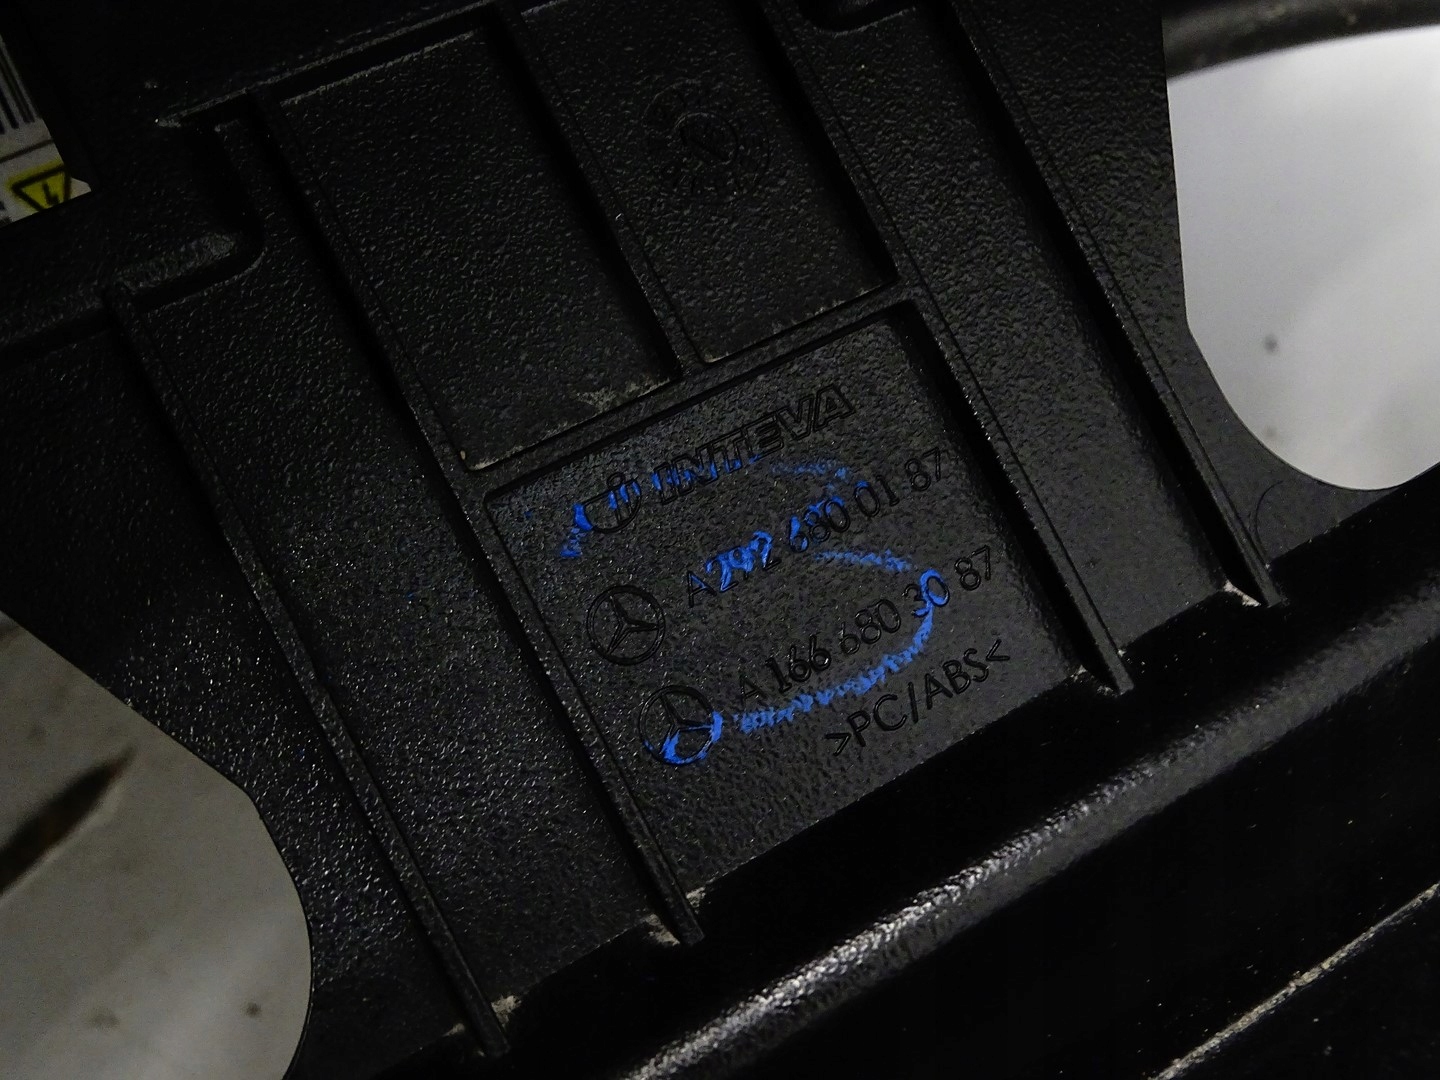 INTEVA
A 292 680 01 87
A 166 680 30 87
>PC/ABS<